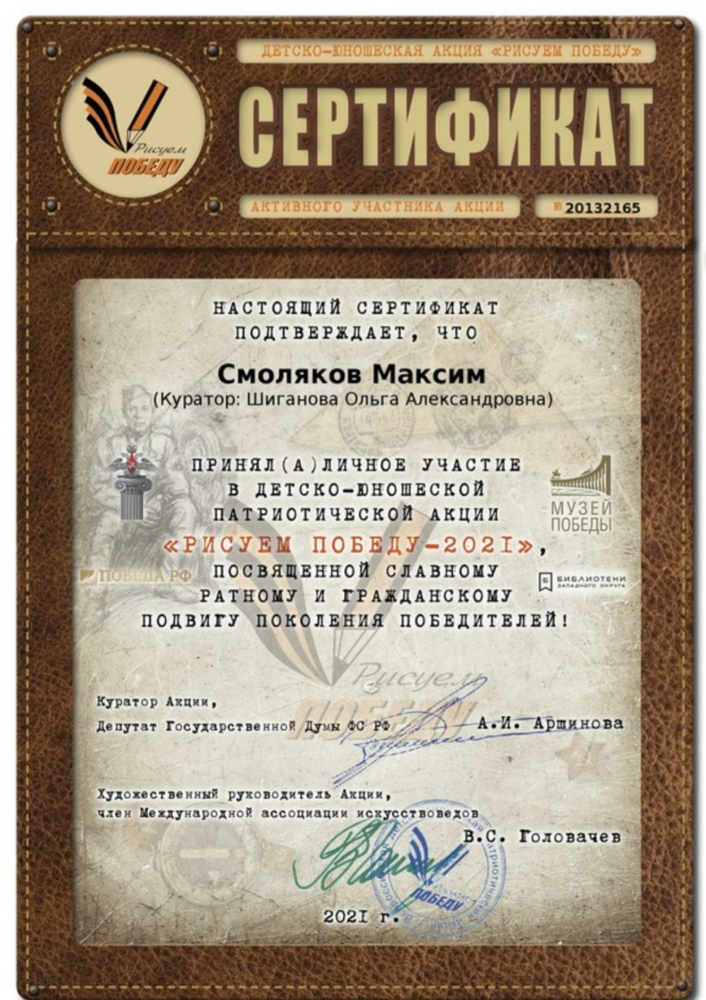 ДЕТСКО-ЮНОШЕСКАЯ АКЦИЯ «РИСУЕМ ПОБЕДУ»
Рисуем
ПОБЕДУ
СЕРТИФИКАТ
АКТИВНОГО УЧАСТНИКА АКЦИИ
№ 20132165
НАСТОЯЩИЙ СЕРТИФИКАТ
ПОДТВЕРЖДАЕТ, ЧТО
Смоляков Максим
(Куратор: Шиганова Ольга Александровна)
ПРИНЯЛ(А)ЛИЧНОЕ УЧАСТИЕ
В ДЕТСКО-ЮНОШЕСКОЙ
ПАТРИОТИЧЕСКОЙ АКЦИИ
«РИСУЕМ ПОБЕДУ-2021»,
ПОСВЯЩЕННОЙ СЛАВНОМУ
РАТНОМУ И ГРАЖДАНСКОМУ
ПОДВИГУ ПОКОЛЕНИЯ ПОБЕДИТЕЛЕЙ!
МУЗЕЙ
ПОБЕДЫ
ПОБЕДА РФ
Б БИБЛИОТЕКИ
ЗАПАДНОГО ОКРУГА
Рисуем
ПОБЕДУ
Куратор Акции,
Депутат Государственной Думы ФС РФ
А.И. Аршинова
Художественный руководитель Акции,
член Международной ассоциации искусствоведов
В.С. Головачев
ПОБЕДУ
2021 г.